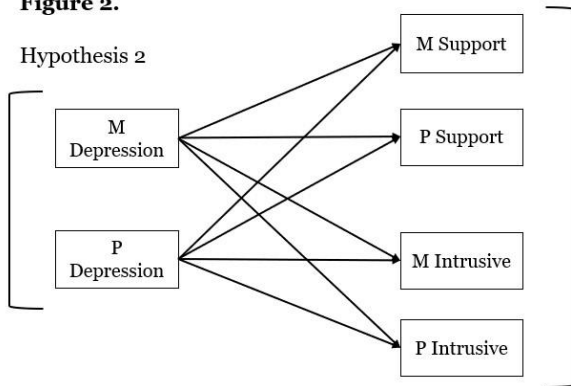 Figure 2.
Hypothesis 2
M Support
M
Depression
P Support
P
Depression
M Intrusive
P Intrusive